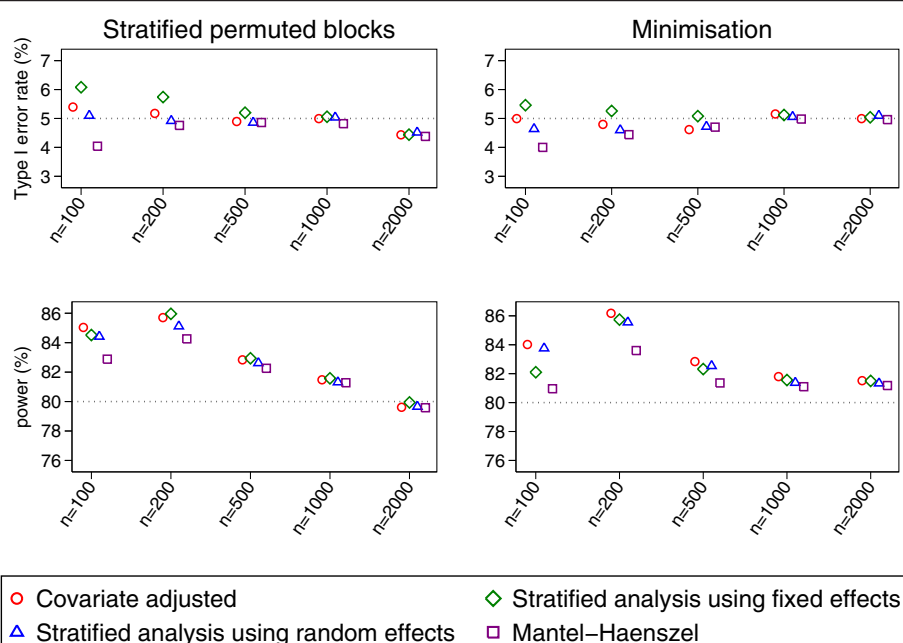 Stratified permuted blocks
Minimisation
Type I error rate (%)
7
6
5
4
3
n=100
n=200
n=500
n=1000
n=2000
7
6
5
4
3
n=100
n=200
n=500
n=1000
n=2000
power (%)
86
84
82
80
78
76
n=100
n=200
n=500
n=1000
n=2000
86
84
82
80
78
76
n=100
n=200
n=500
n=1000
n=2000
Covariate adjusted
Stratified analysis using fixed effects
Stratified analysis using random effects
Mantel−Haenszel